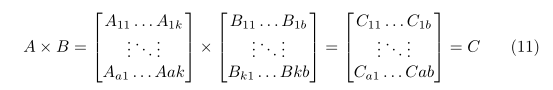 A × B = [A₁₁ … A₁ₖ ⋮ ⋱ ⋮ Aₐ₁ … Aak] × [B₁₁ … B₁b ⋮ ⋱ ⋮ Bₖ₁ … Bkb] = [C₁₁ … C₁b ⋮ ⋱ ⋮ Cₐ₁ … Cab] = C (11)